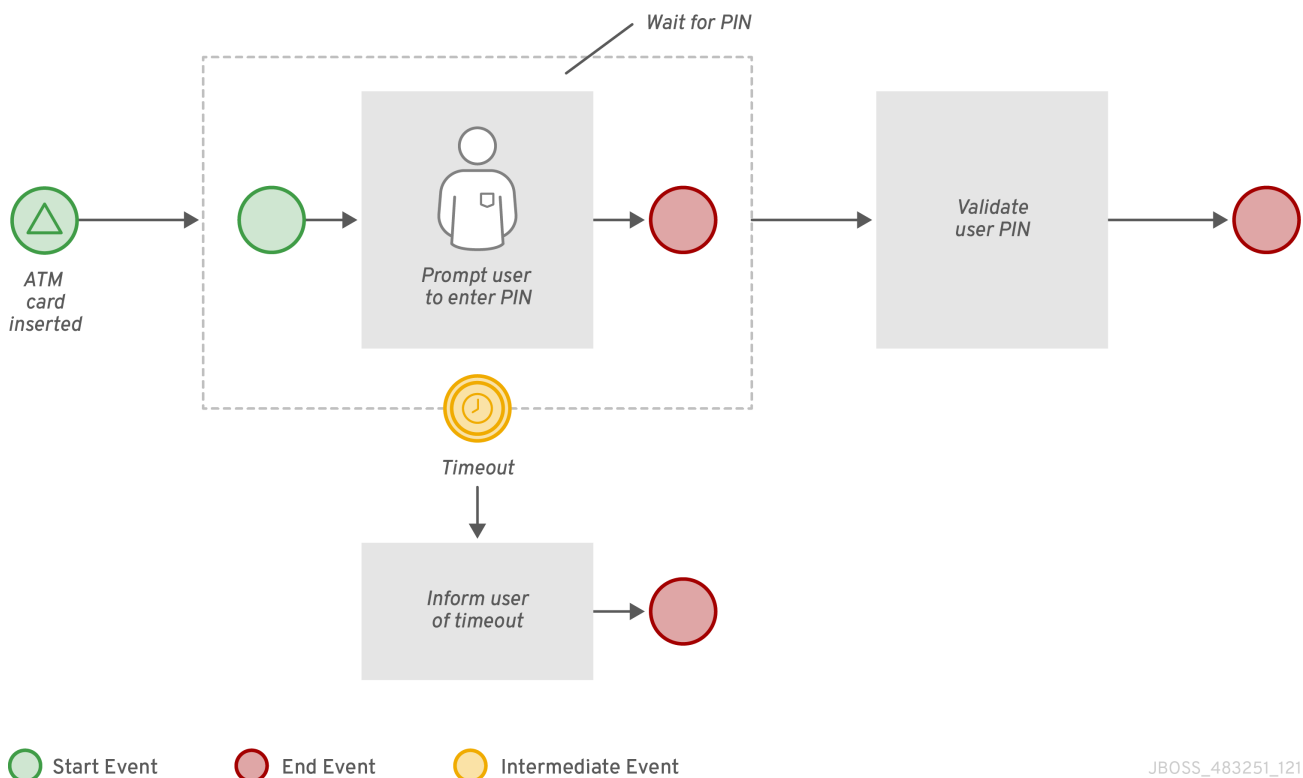 Wait for PIN
ATM
card
inserted
Prompt user
to enter PIN
Validate
user PIN
Timeout
Inform user
of timeout
Start Event
End Event
Intermediate Event
JBOSS_483251_121